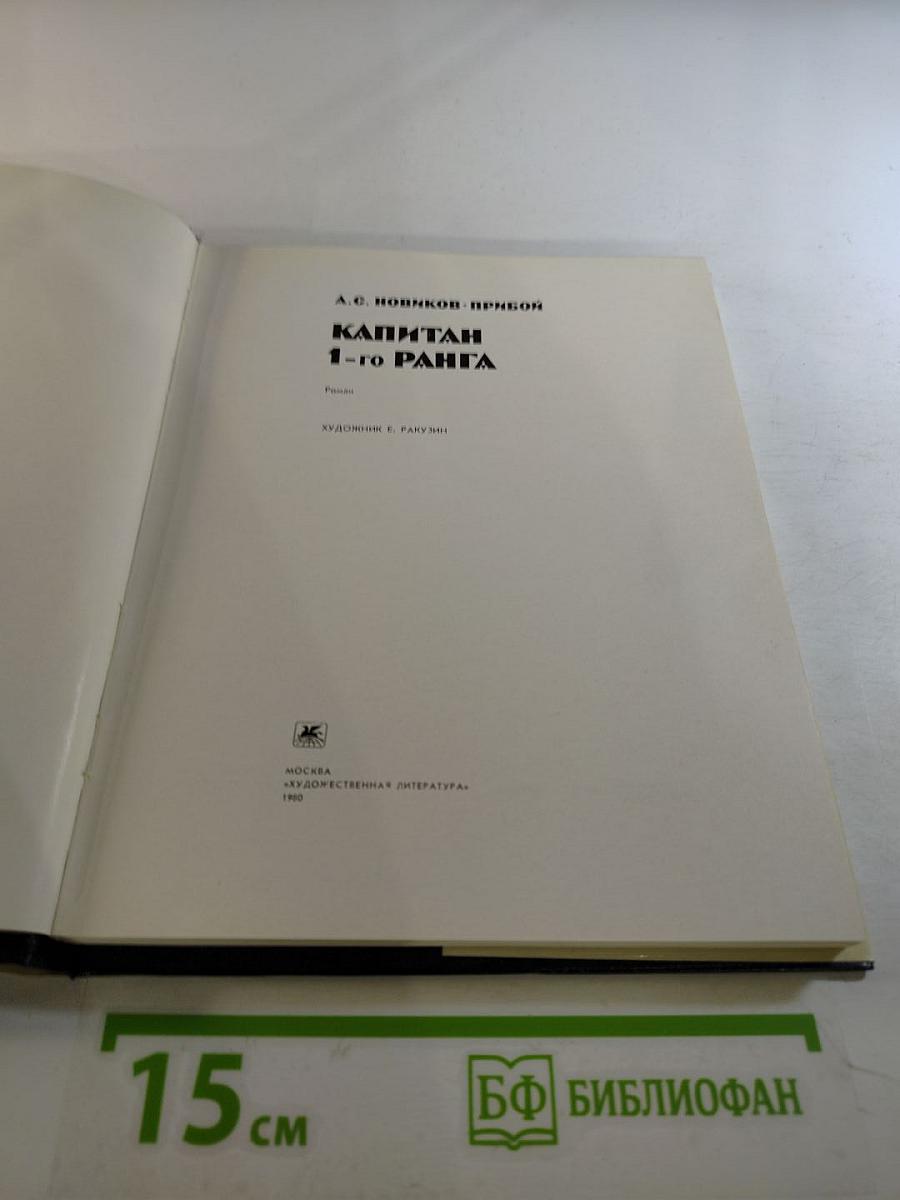 А. С. НОВИКОВ-ПРИБОЙ
КАПИТАН
1-го РАНГА
Роман
ХУДОЖНИК Е. РАКУЗИН
МОСКВА
«ХУДОЖЕСТВЕННАЯ ЛИТЕРАТУРА»
1980
15 см
БФ БИБЛИОФАН